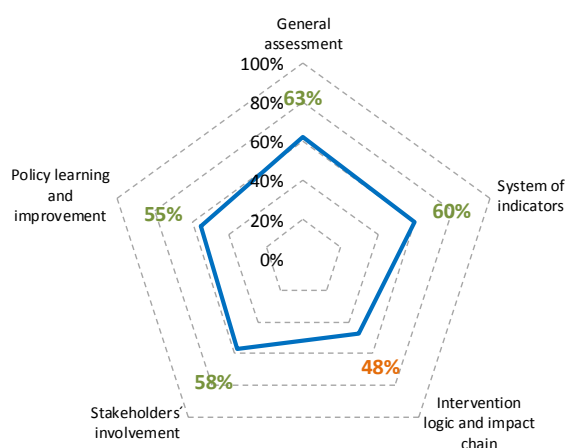 General
assessment
100%
80%
63%
60%
40%
20%
0%
System of
indicators
60%
Intervention
logic and impact
chain
48%
Stakeholders´
involvement
58%
Policy learning
and
improvement
55%